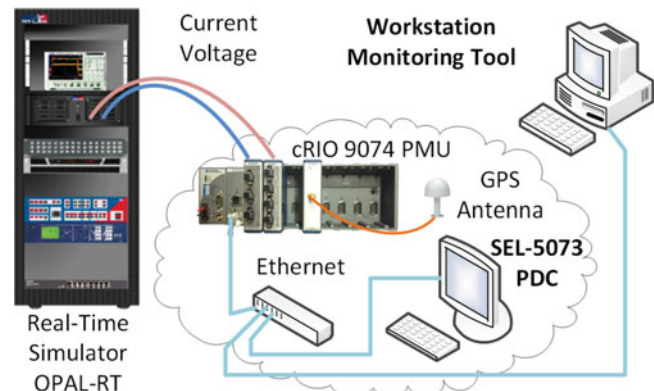 Current
Voltage
Workstation
Monitoring Tool
cRIO 9074 PMU
GPS
Antenna
SEL-5073
PDC
Ethernet
Real-Time
Simulator
OPAL-RT